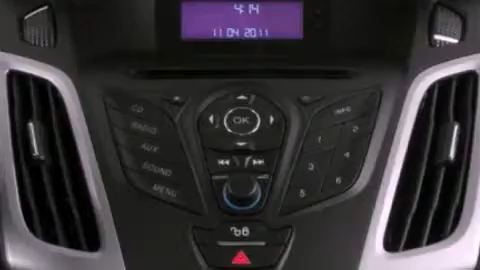 4:14
11 04 2011
CD
RADIO
AUX
SOUND
MENU
OK
INFO
1 2
3 4
5 6